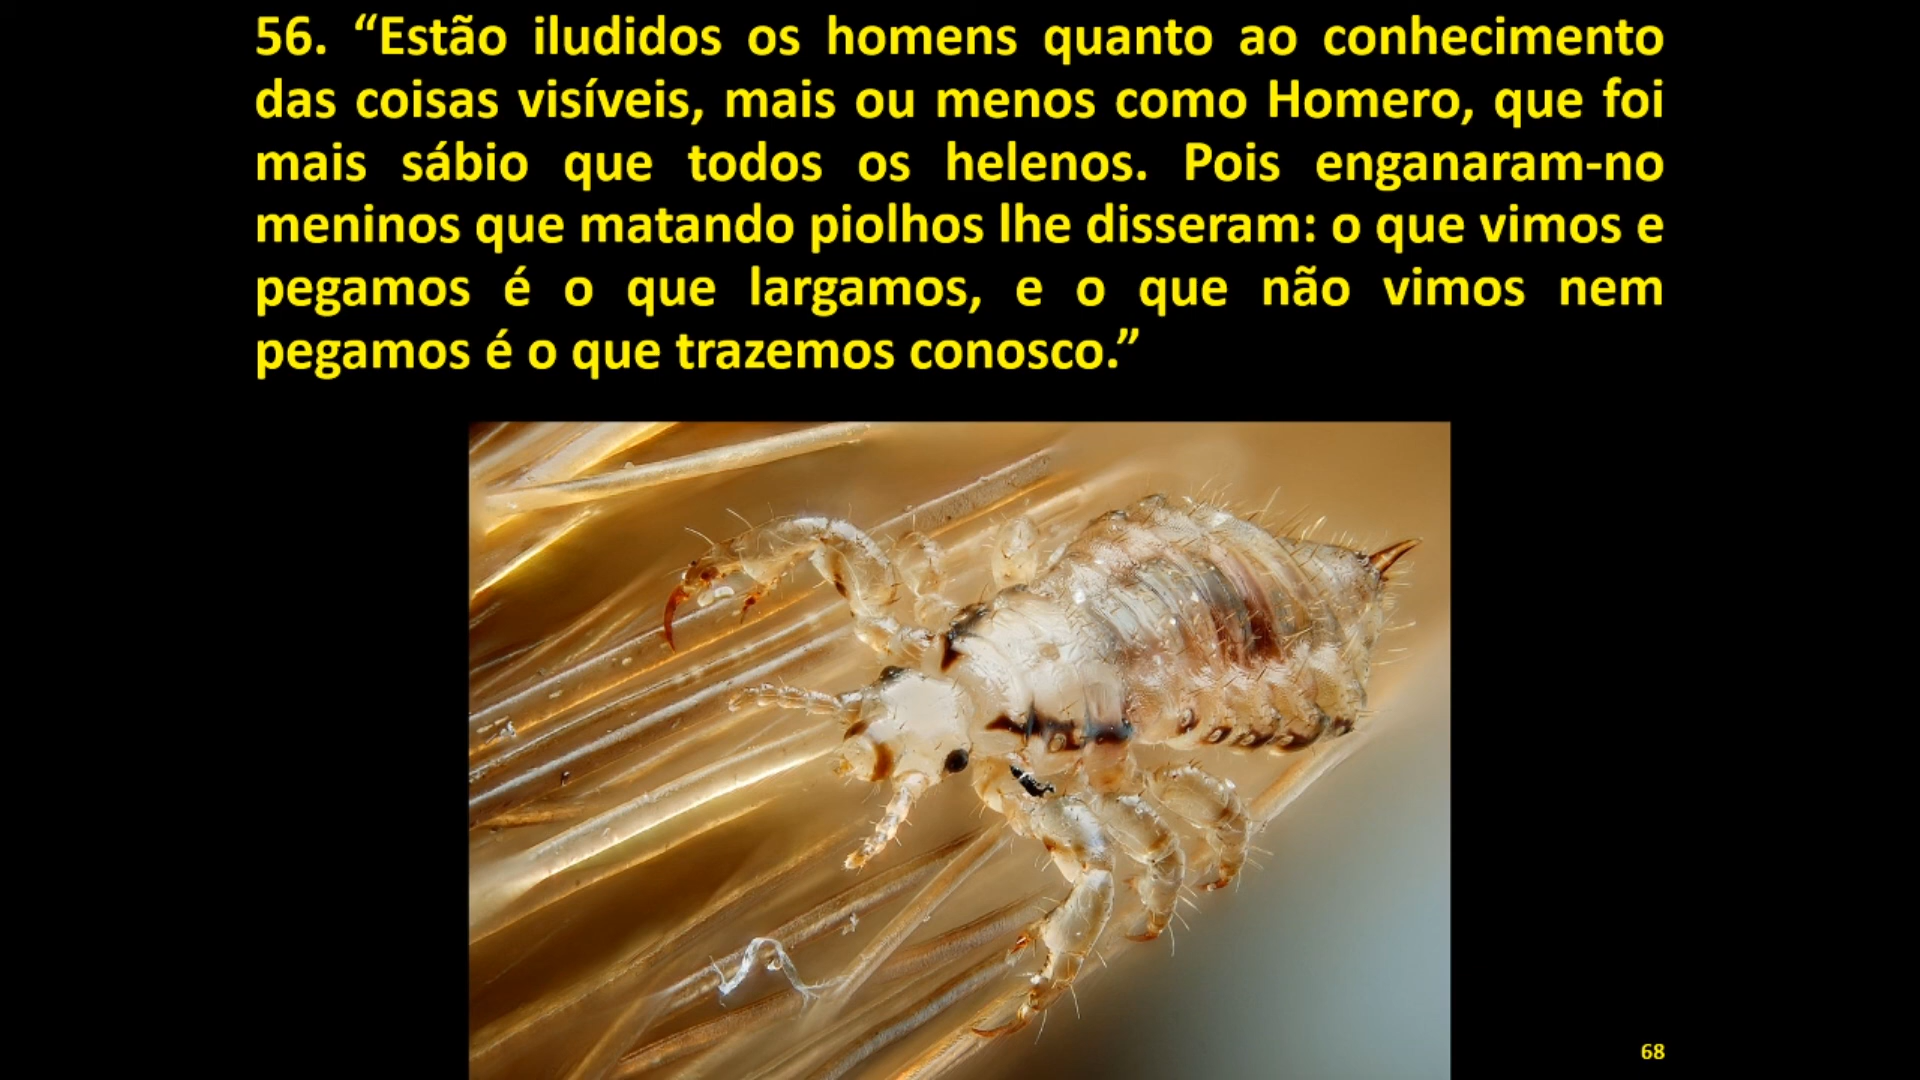 56. “Estão iludidos os homens quanto ao conhecimento
das coisas visíveis, mais ou menos como Homero, que foi
mais sábio que todos os helenos. Pois enganaram-no
meninos que matando piolhos lhe disseram: o que vimos e
pegamos é o que largamos, e o que não vimos nem
pegamos é o que trazemos conosco.”
68